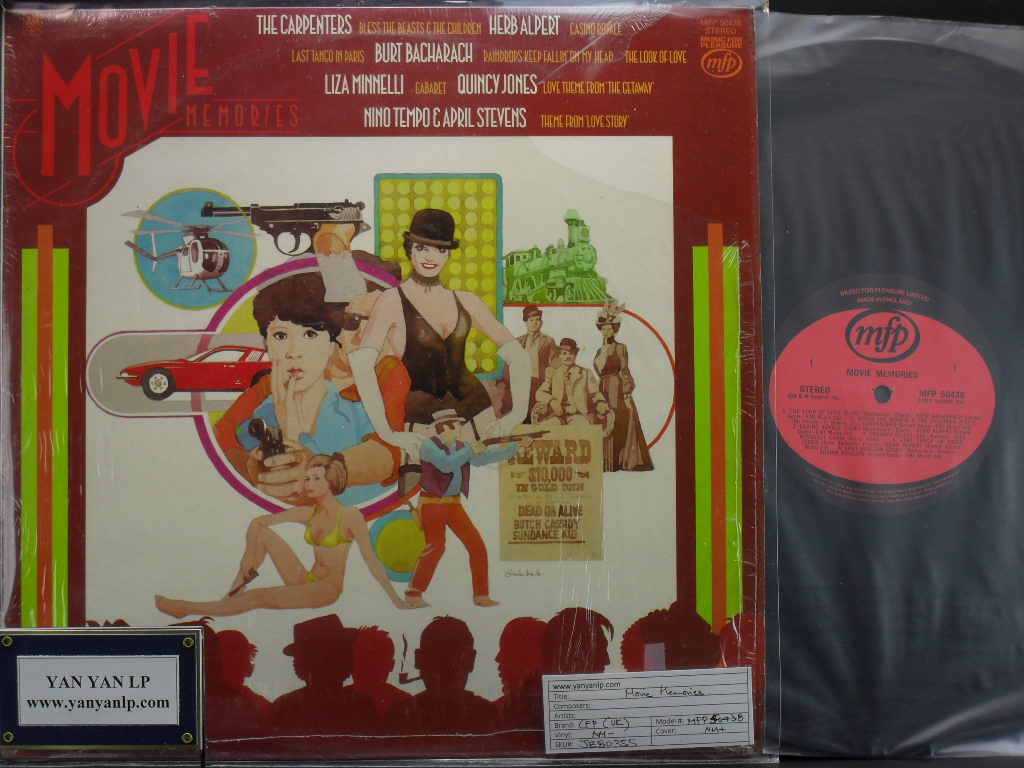 THE CARPENTERS BLESS THE BEASTS & THE CHILDREN HERB ALPERT CASINO ROYALE
LAST TANGO IN PARIS BURT BACHARACH RAINDROPS KEEP FALLIN' ON MY HEAD THE LOOK OF LOVE
LIZA MINNELLI CABARET QUINCY JONES LOVE THEME FROM 'THE GETAWAY'
NINO TEMPO & APRIL STEVENS THEME FROM 'LOVE STORY'
MFP 50438
STEREO
MUSIC FOR
PLEASURE
mfp
MOVIE
MEMORIES
REWARD
$10,000
IN GOLD COIN
DEAD OR ALIVE
BUTCH CASSIDY
SUNDANCE KID
MUSIC FOR PLEASURE LIMITED
MADE IN ENGLAND
mfp
1 1
MOVIE MEMORIES
STEREO MFP 50438
YAN YAN LP
www.yanyanlp.com
www.yanyanlp.com
Title: Movie Memories
Composers:
Artists:
Brand: CFP (UK) Model #: MFP 50438
Vinyl: NM- Cover: NM+
SKU#: JZ80355